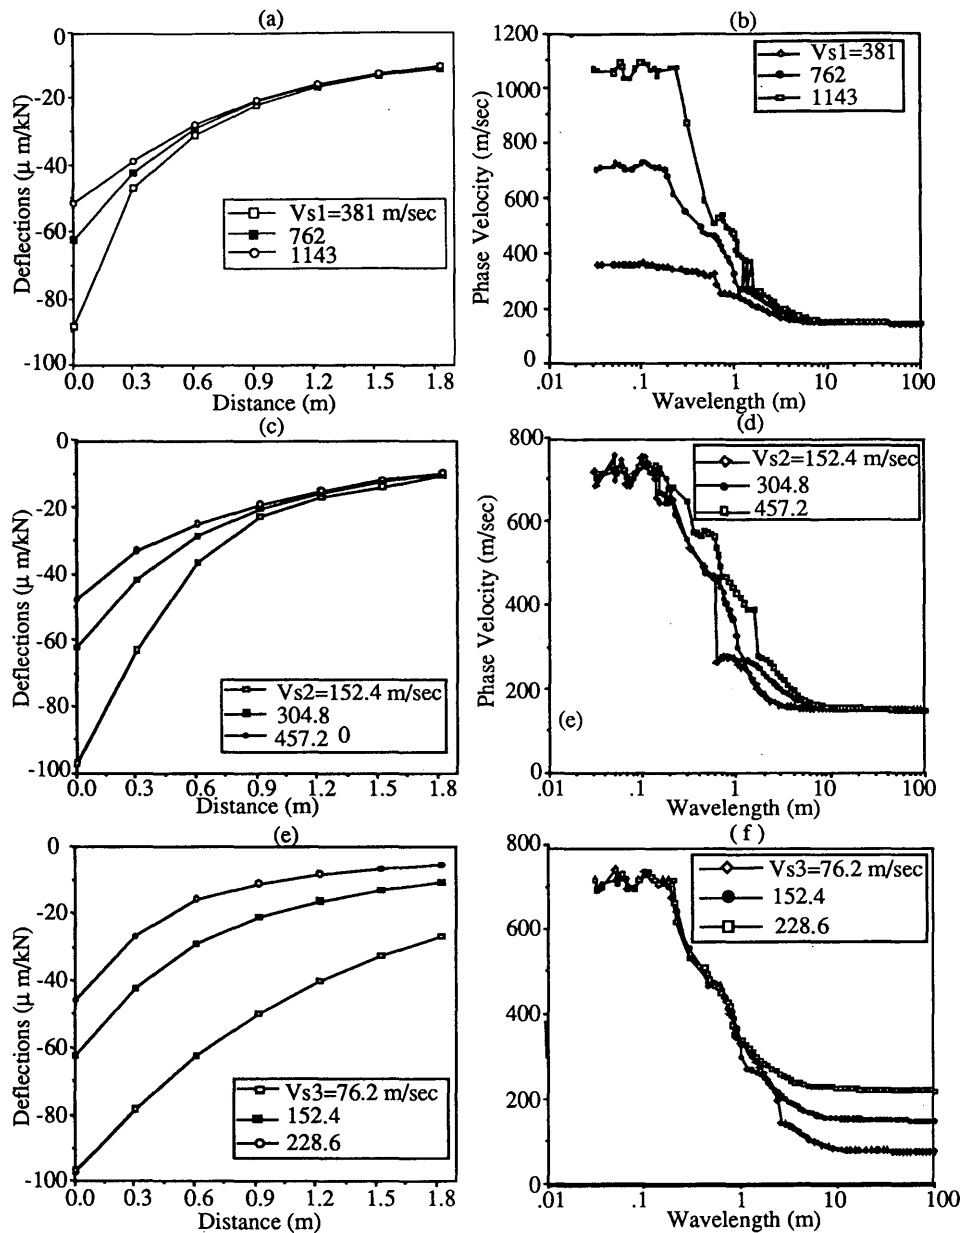 (a)
0
-20
-40
-60
-80
-100
Deflections (μ m/kN)
Vs1=381 m/sec
762
1143
0.0 0.3 0.6 0.9 1.2 1.5 1.8
Distance (m)
(b)
1200
1000
800
600
400
200
0
Phase Velocity (m/sec)
Vs1=381
762
1143
.01 .1 1 10 100
Wavelength (m)
(c)
0
-20
-40
-60
-80
-100
Deflections (μ m/kN)
Vs2=152.4 m/sec
304.8
457.2 0
0.0 0.3 0.6 0.9 1.2 1.5 1.8
Distance (m)
(d)
800
600
400
200
0
Phase Velocity (m/sec)
Vs2=152.4 m/sec
304.8
457.2
(e)
.01 .1 1 10 100
Wavelength (m)
(e)
0
-20
-40
-60
-80
-100
Deflections (μ m/kN)
Vs3=76.2 m/sec
152.4
228.6
0.0 0.3 0.6 0.9 1.2 1.5 1.8
Distance (m)
(f)
800
600
400
200
0
Phase Velocity (m/sec)
Vs3=76.2 m/sec
152.4
228.6
.01 .1 1 10 100
Wavelength (m)